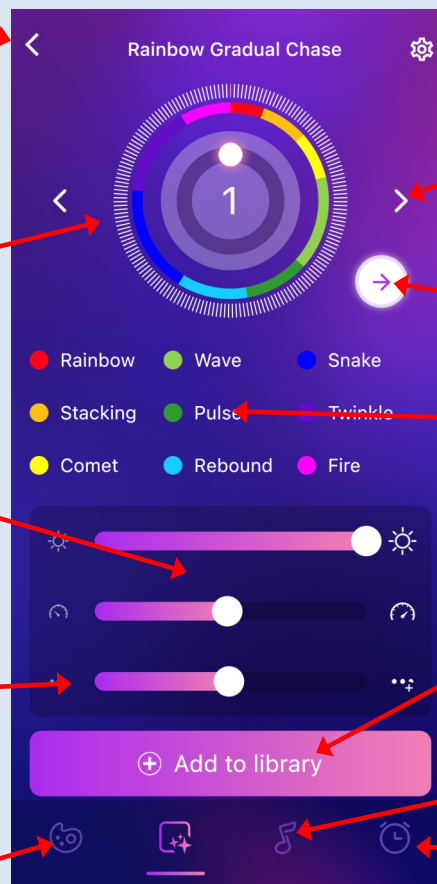 Rainbow Gradual Chase
1
Rainbow Wave Snake
Stacking Pulse Twinkle
Comet Rebound Fire
Add to library